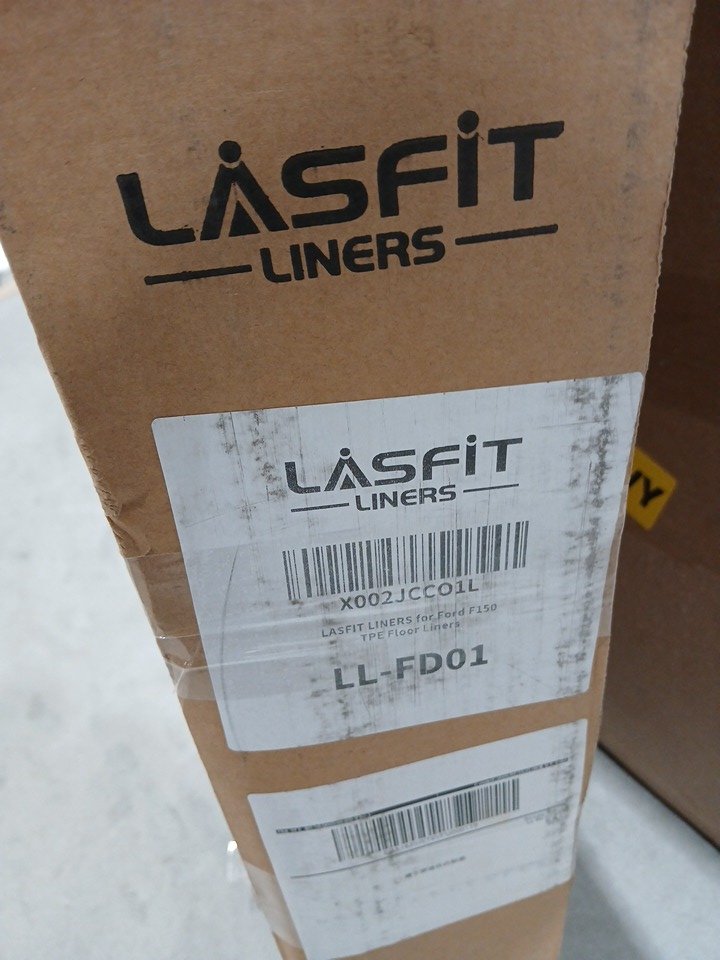 LASFIT
LINERS
LASFIT
LINERS
X002JCCO1L
LASFIT LINERS for Ford F150
TPE Floor Liners
LL-FD01